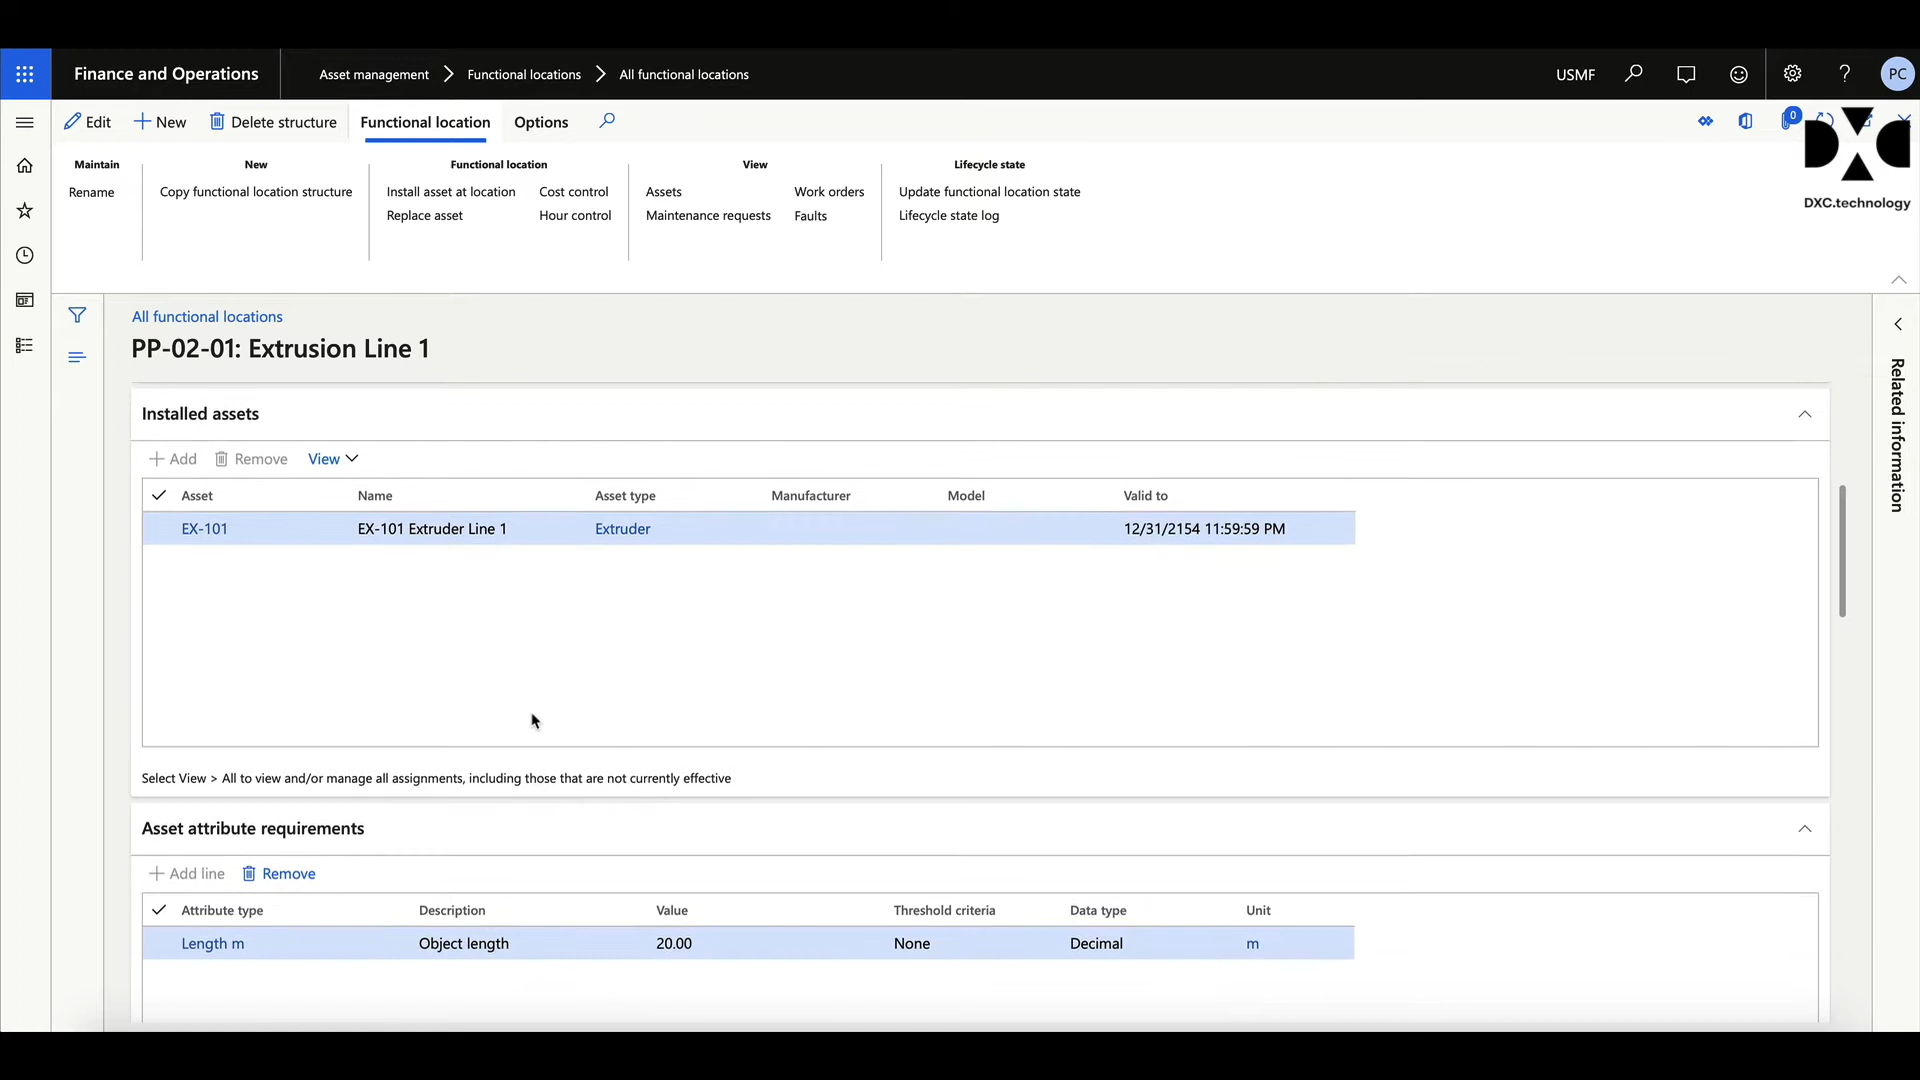 Finance and Operations
Asset management
Functional locations
All functional locations
USMF
?
PC
Edit
New
Delete structure
Functional location
Options
0
DXC.technology
Maintain
New
Functional location
View
Lifecycle state
Rename
Copy functional location structure
Install asset at location
Cost control
Assets
Work orders
Update functional location state
Replace asset
Hour control
Maintenance requests
Faults
Lifecycle state log
All functional locations
PP-02-01: Extrusion Line 1
Related information
Installed assets
+ Add
Remove
View
Asset Name Asset type Manufacturer Model Valid to
EX-101 EX-101 Extruder Line 1 Extruder 12/31/2154 11:59:59 PM
Select View > All to view and/or manage all assignments, including those that are not currently effective
Asset attribute requirements
+ Add line
Remove
Attribute type Description Value Threshold criteria Data type Unit
Length m Object length 20.00 None Decimal m